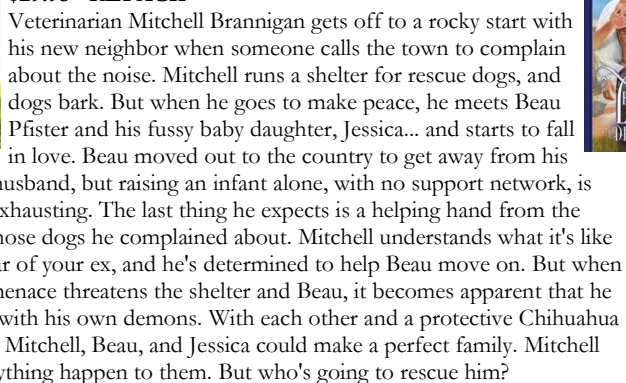 Veterinarian Mitchell Brannigan gets off to a rocky start with
his new neighbor when someone calls the town to complain
about the noise. Mitchell runs a shelter for rescue dogs, and
dogs bark. But when he goes to make peace, he meets Beau
Pfister and his fussy baby daughter, Jessica... and starts to fall
in love. Beau moved out to the country to get away from his
husband, but raising an infant alone, with no support network, is
exhausting. The last thing he expects is a helping hand from the
those dogs he complained about. Mitchell understands what it's like
of your ex, and he's determined to help Beau move on. But when
menace threatens the shelter and Beau, it becomes apparent that he
with his own demons. With each other and a protective Chihuahua
Mitchell, Beau, and Jessica could make a perfect family. Mitchell
anything happen to them. But who's going to rescue him?